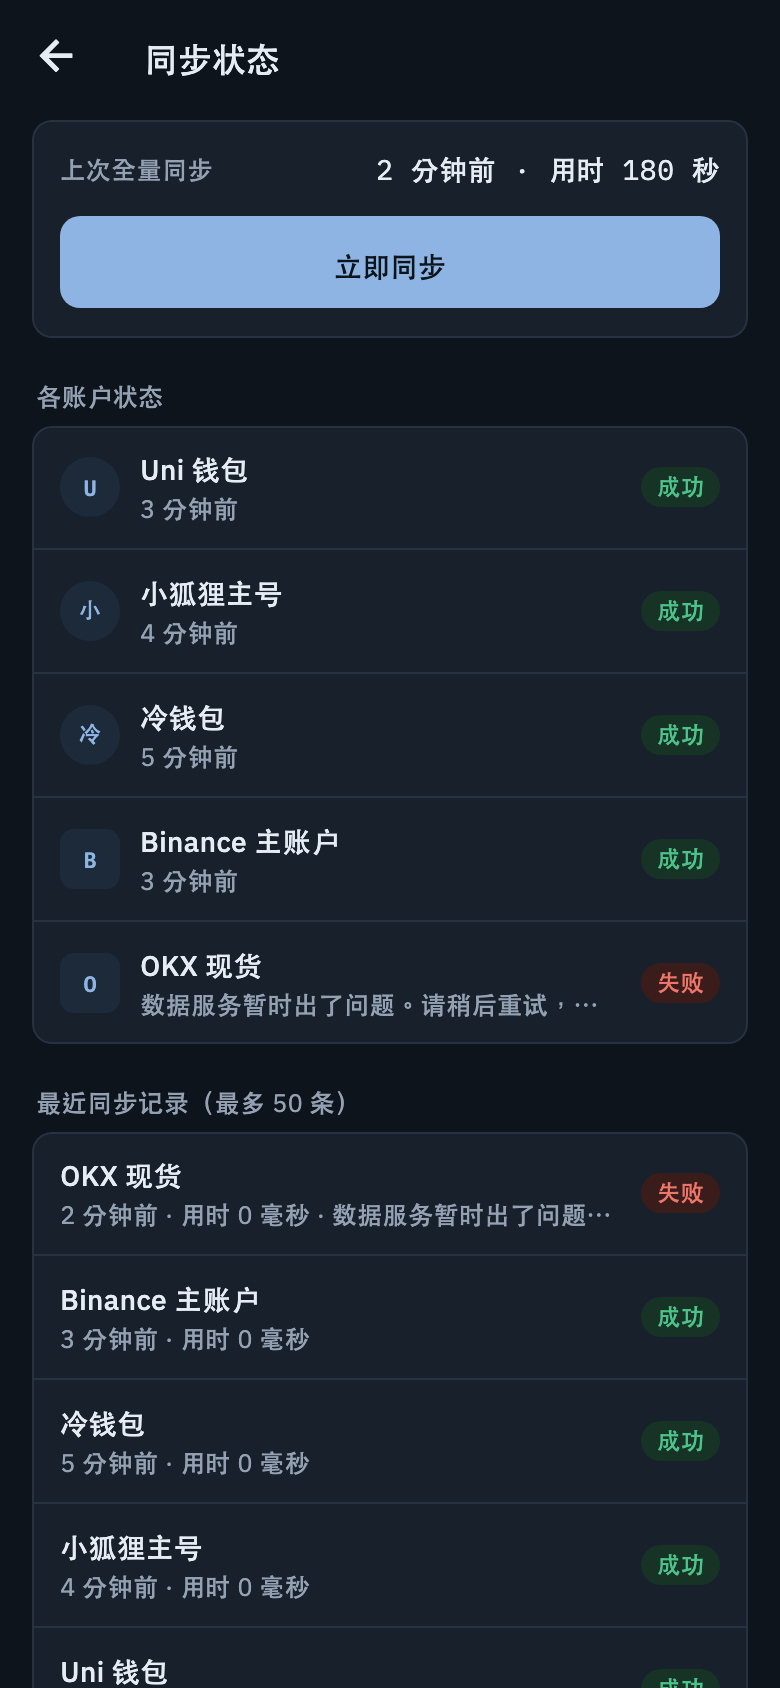 同步状态
上次全量同步
2 分钟前 · 用时 180 秒
立即同步
各账户状态
U
Uni 钱包
3 分钟前
成功
小
小狐狸主号
4 分钟前
成功
冷
冷钱包
5 分钟前
成功
B
Binance 主账户
3 分钟前
成功
O
OKX 现货
数据服务暂时出了问题。请稍后重试，…
失败
最近同步记录（最多 50 条）
OKX 现货
2 分钟前 · 用时 0 毫秒 · 数据服务暂时出了问题…
失败
Binance 主账户
3 分钟前 · 用时 0 毫秒
成功
冷钱包
5 分钟前 · 用时 0 毫秒
成功
小狐狸主号
4 分钟前 · 用时 0 毫秒
成功
Uni 钱包
成功